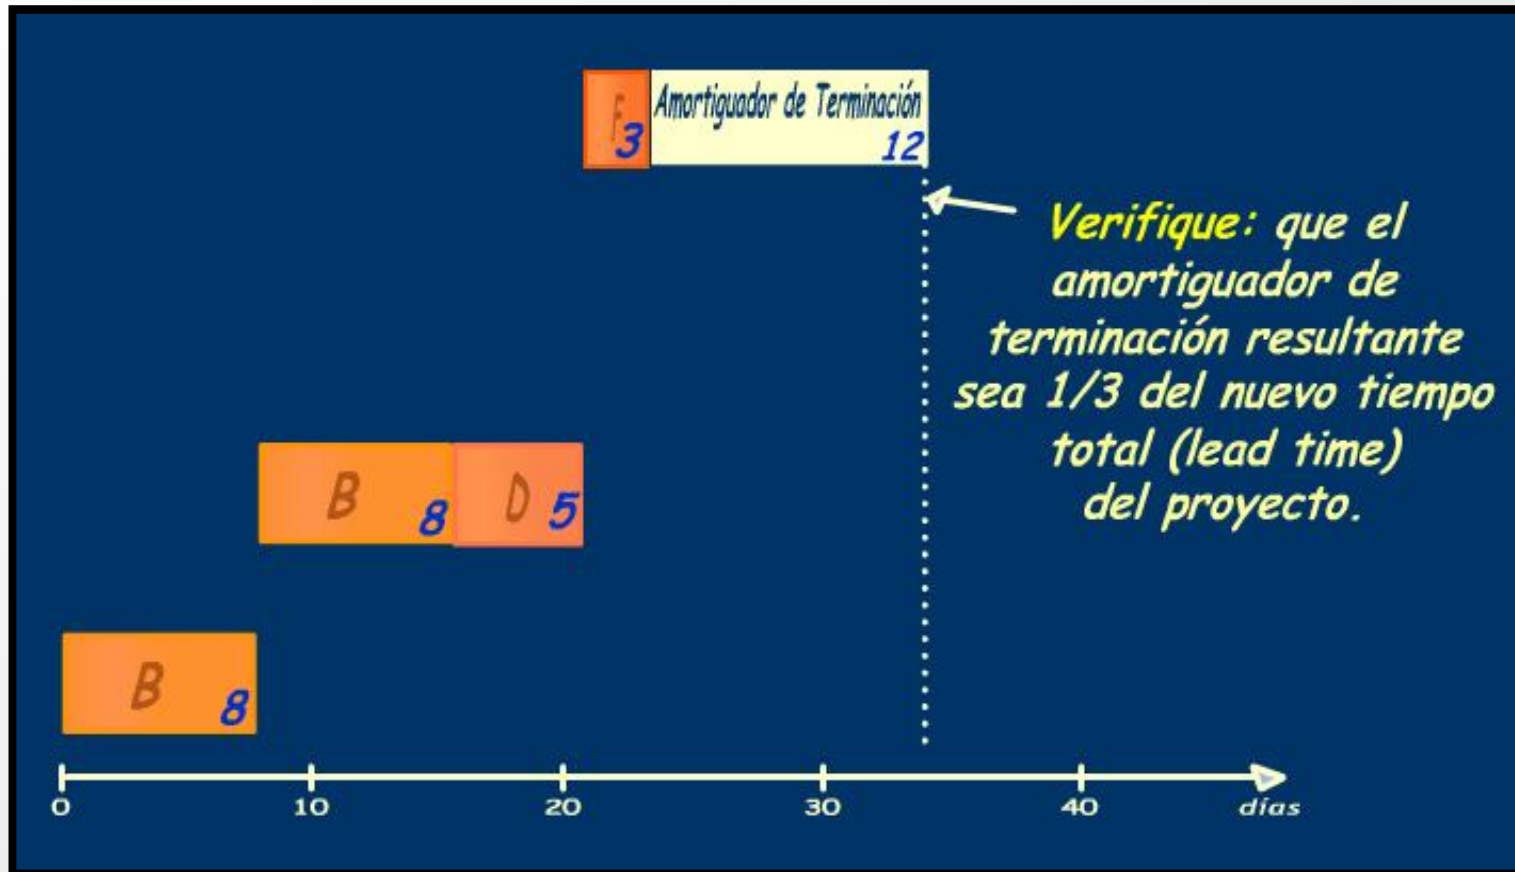 F 3
Amortiguador de Terminación
12
Verifique: que el
amortiguador de
terminación resultante
sea 1/3 del nuevo tiempo
total (lead time)
del proyecto.
B 8 D 5
B 8
0 10 20 30 40 días